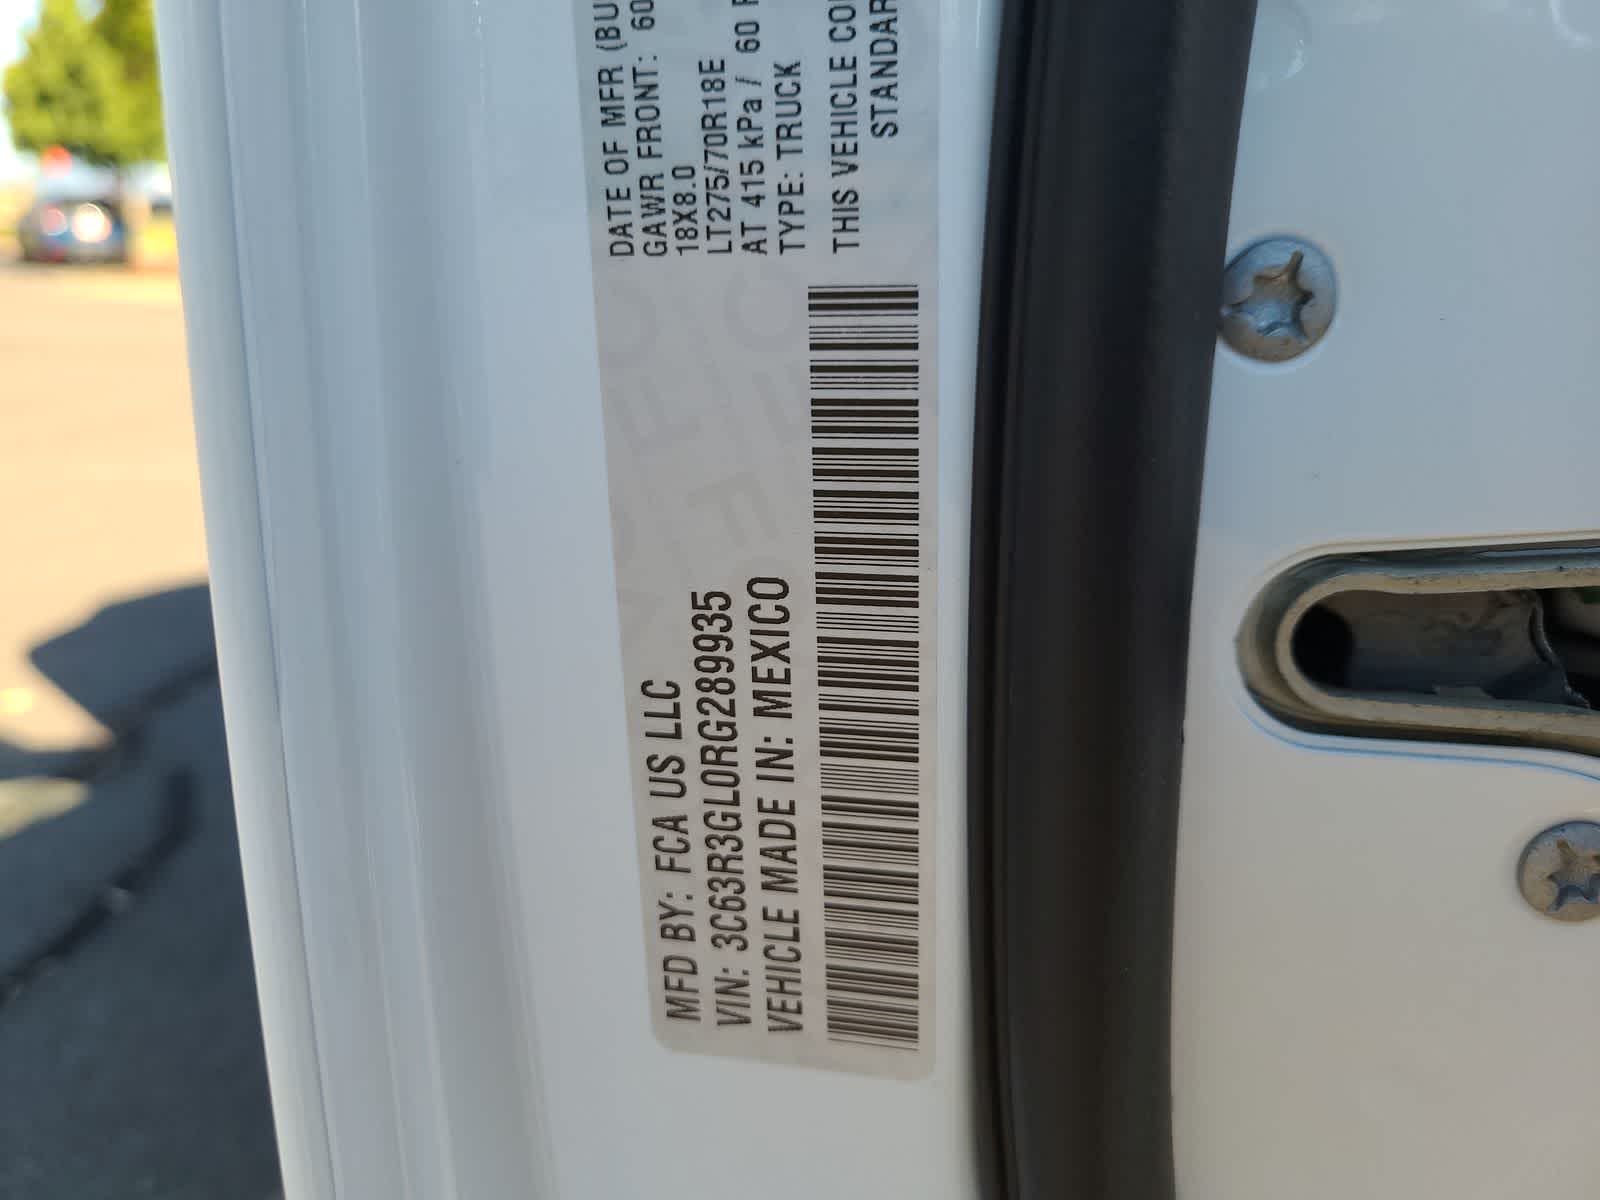 MFD BY: FCA US LLC
VIN: 3C63R3GL0RG289935
VEHICLE MADE IN: MEXICO
DATE OF MFR (BU
GAWR FRONT: 60
18X8.0
LT275/70R18E
AT 415 kPa / 60
TYPE: TRUCK
THIS VEHICLE
STANDAR